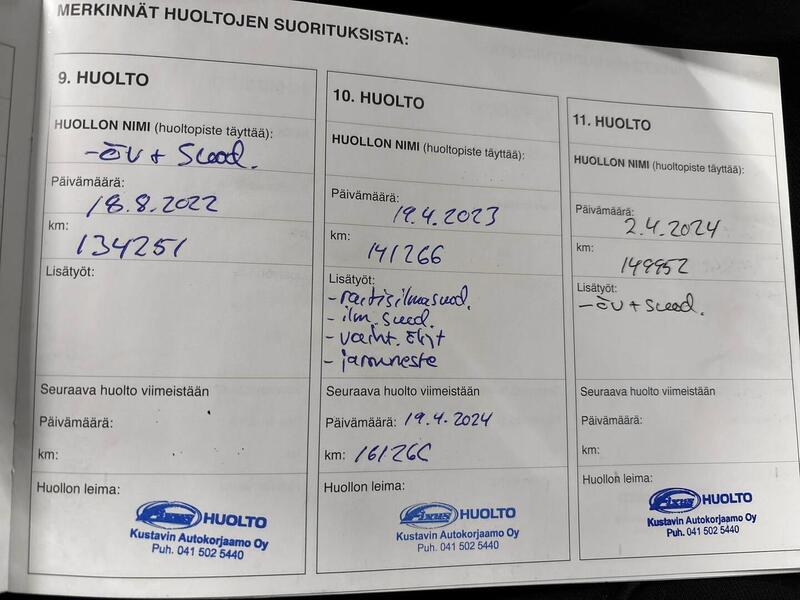 MERKINNÄT HUOLTOJEN SUORITUKSISTA:
9. HUOLTO
HUOLLON NIMI (huoltopiste täyttää):
-öv + Suod.
Päivämäärä:
18.8.2022
km:
134251
Lisätyöt:
Seuraava huolto viimeistään
Päivämäärä:
km:
Huollon leima:
Fixus HUOLTO
Kustavin Autokorjaamo Oy
Puh. 041 502 5440
10. HUOLTO
HUOLLON NIMI (huoltopiste täyttää):
Päivämäärä:
19.4.2023
km:
141266
Lisätyöt:
-raitisilmasuod.
-ilm. suod.
-vaiht. öljyt
-jarruneste
Seuraava huolto viimeistään
Päivämäärä: 19.4.2024
km: 161266
Huollon leima:
Fixus HUOLTO
Kustavin Autokorjaamo Oy
Puh. 041 502 5440
11. HUOLTO
HUOLLON NIMI (huoltopiste täyttää):
Päivämäärä:
2.4.2024
km:
149952
Lisätyöt:
-öv + suod.
Seuraava huolto viimeistään
Päivämäärä:
km:
Huollon leima:
Fixus HUOLTO
Kustavin Autokorjaamo Oy
Puh. 041 502 5440